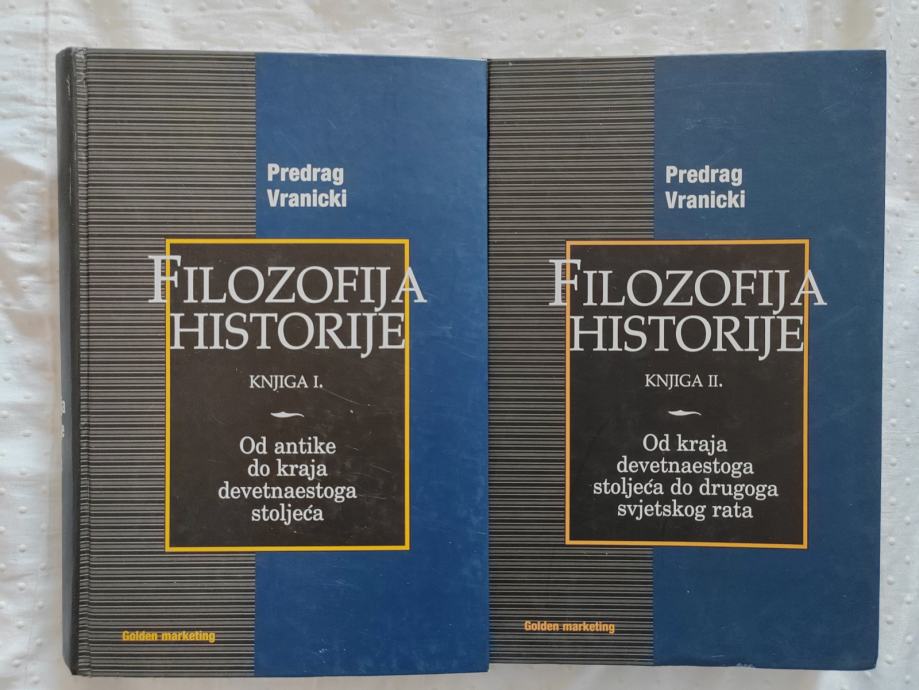 Predrag
Vranicki
FILOZOFIJA
HISTORIJE
KNJIGA I.
Od antike
do kraja
devetnaestoga
stoljeća
Golden marketing
Predrag
Vranicki
FILOZOFIJA
HISTORIJE
KNJIGA II.
Od kraja
devetnaestoga
stoljeća do drugoga
svjetskog rata
Golden marketing